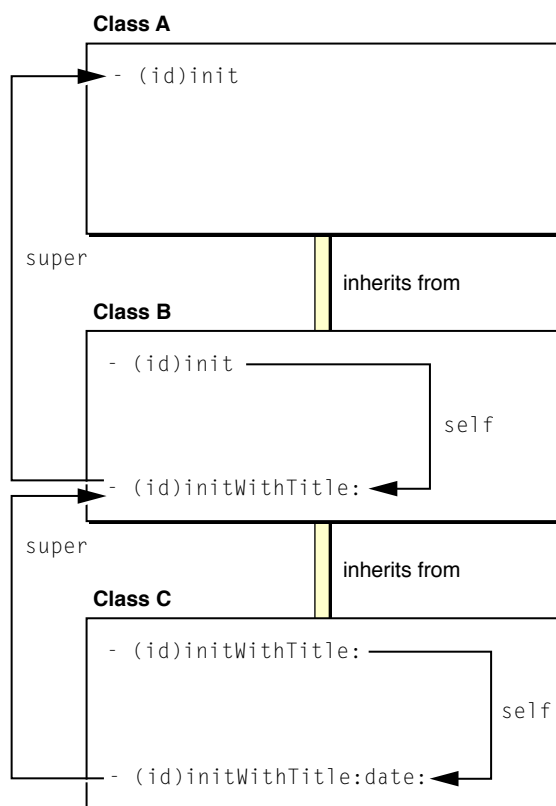 Class A
- (id)init
super
inherits from
Class B
- (id)init
self
- (id)initWithTitle:
super
inherits from
Class C
- (id)initWithTitle:
self
- (id)initWithTitle:date: